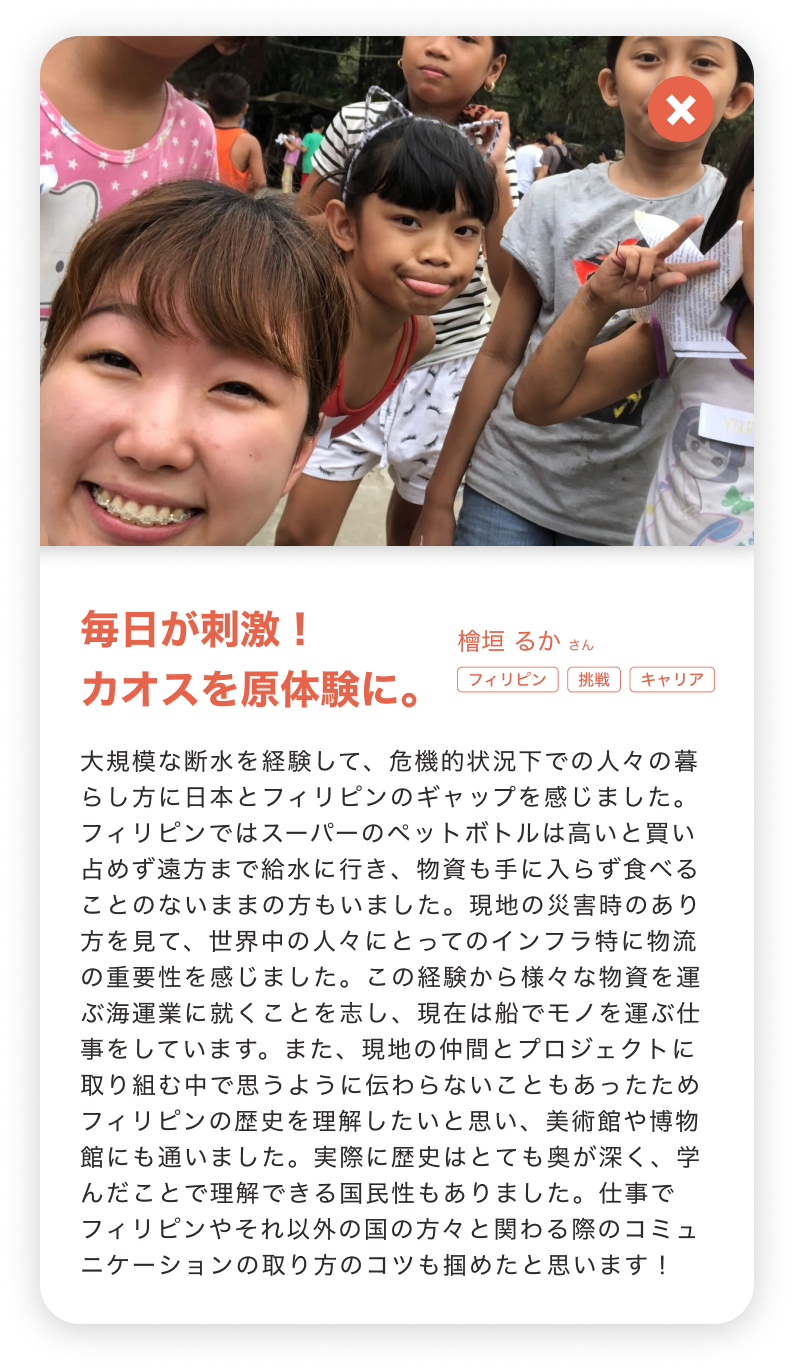 毎日が刺激！
カオスを原体験に。
檜垣 るか さん
フィリピン 挑戦 キャリア
大規模な断水を経験して、危機的状況下での人々の暮
らし方に日本とフィリピンのギャップを感じました。
フィリピンではスーパーのペットボトルは高いと買い
占めず遠方まで給水に行き、物資も手に入らず食べる
ことのないままの方もいました。現地の災害時のあり
方を見て、世界中の人々にとってのインフラ特に物流
の重要性を感じました。この経験から様々な物資を運
ぶ海運業に就くことを志し、現在は船でモノを運ぶ仕
事をしています。また、現地の仲間とプロジェクトに
取り組む中で思うように伝わらないこともあったため
フィリピンの歴史を理解したいと思い、美術館や博物
館にも通いました。実際に歴史はとても奥が深く、学
んだことで理解できる国民性もありました。仕事で
フィリピンやそれ以外の国の方々と関わる際のコミュ
ニケーションの取り方のコツも掴めたと思います！